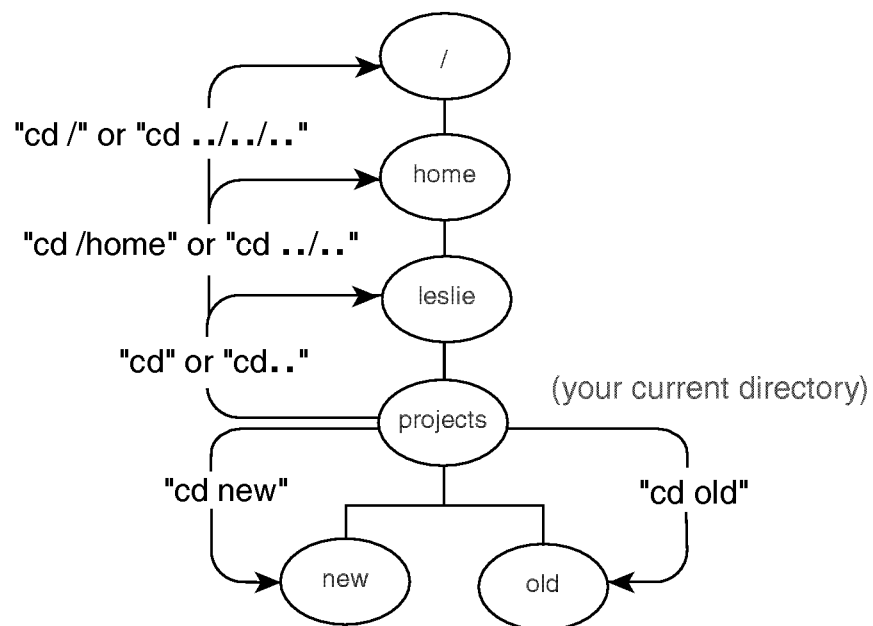 /
"cd /" or "cd ../../.."
home
"cd /home" or "cd ../.."
leslie
"cd" or "cd.."
(your current directory)
projects
"cd new"
"cd old"
new
old